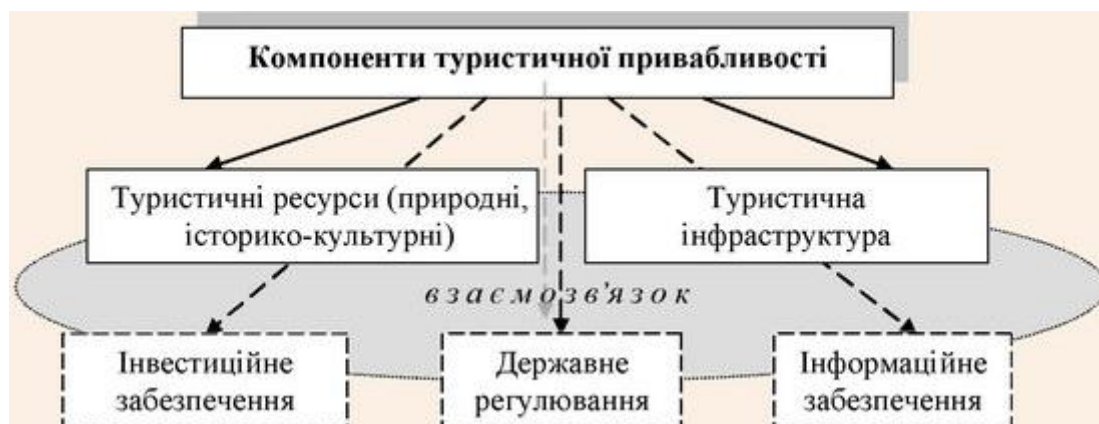 Компоненти туристичної привабливості
Туристичні ресурси (природні,
історико-культурні)
Туристична
інфраструктура
взаємозв’язок
Інвестиційне
забезпечення
Державне
регулювання
Інформаційне
забезпечення